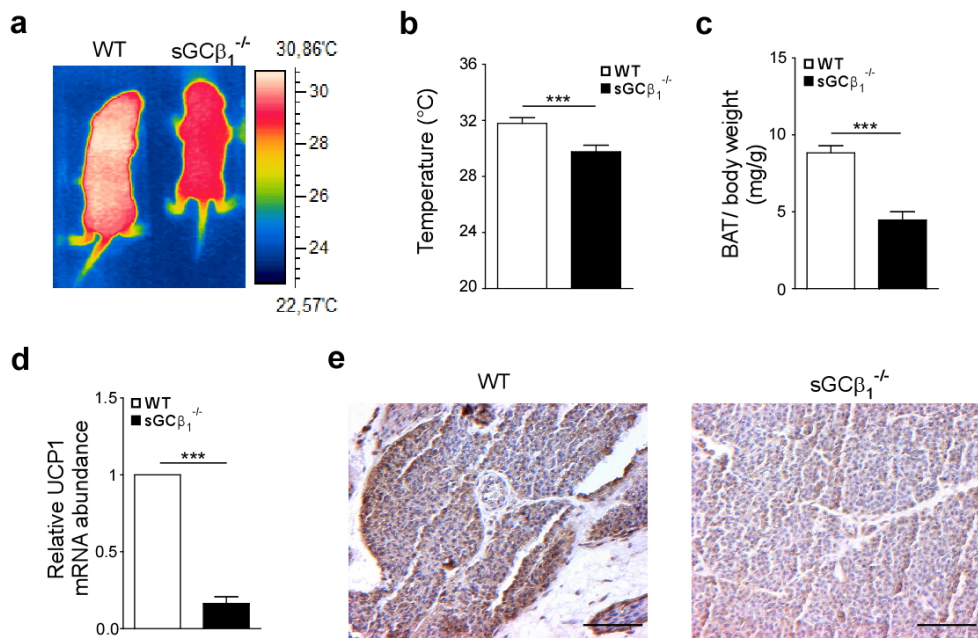 a
WT sGCβ₁⁻/⁻
30,86°C
30
28
26
24
22,57°C
b
36
32
28
24
20
Temperature (°C)
WT
sGCβ₁⁻/⁻
***
c
15
10
5
0
BAT/ body weight
(mg/g)
WT
sGCβ₁⁻/⁻
***
d
1.5
1
0.5
0.0
Relative UCP1
mRNA abundance
WT
sGCβ₁⁻/⁻
***
e
WT
sGCβ₁⁻/⁻